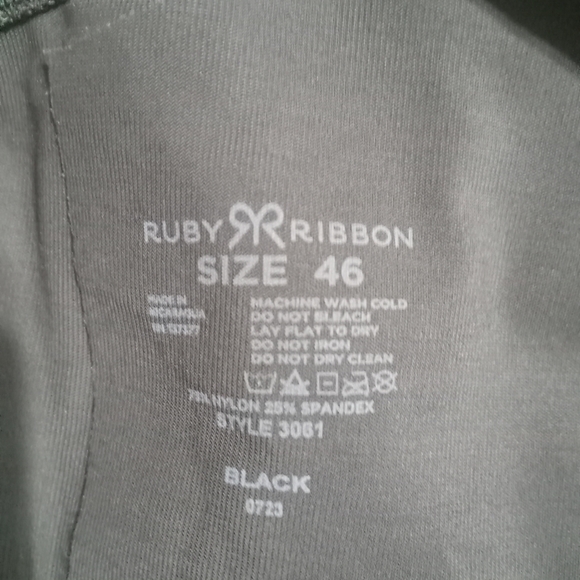 RUBY RIBBON
SIZE 46
MADE IN
NICARAGUA
MACHINE WASH COLD
DO NOT BLEACH
LAY FLAT TO DRY
DO NOT IRON
DO NOT DRY CLEAN
75% NYLON 25% SPANDEX
STYLE 3061
BLACK
0723